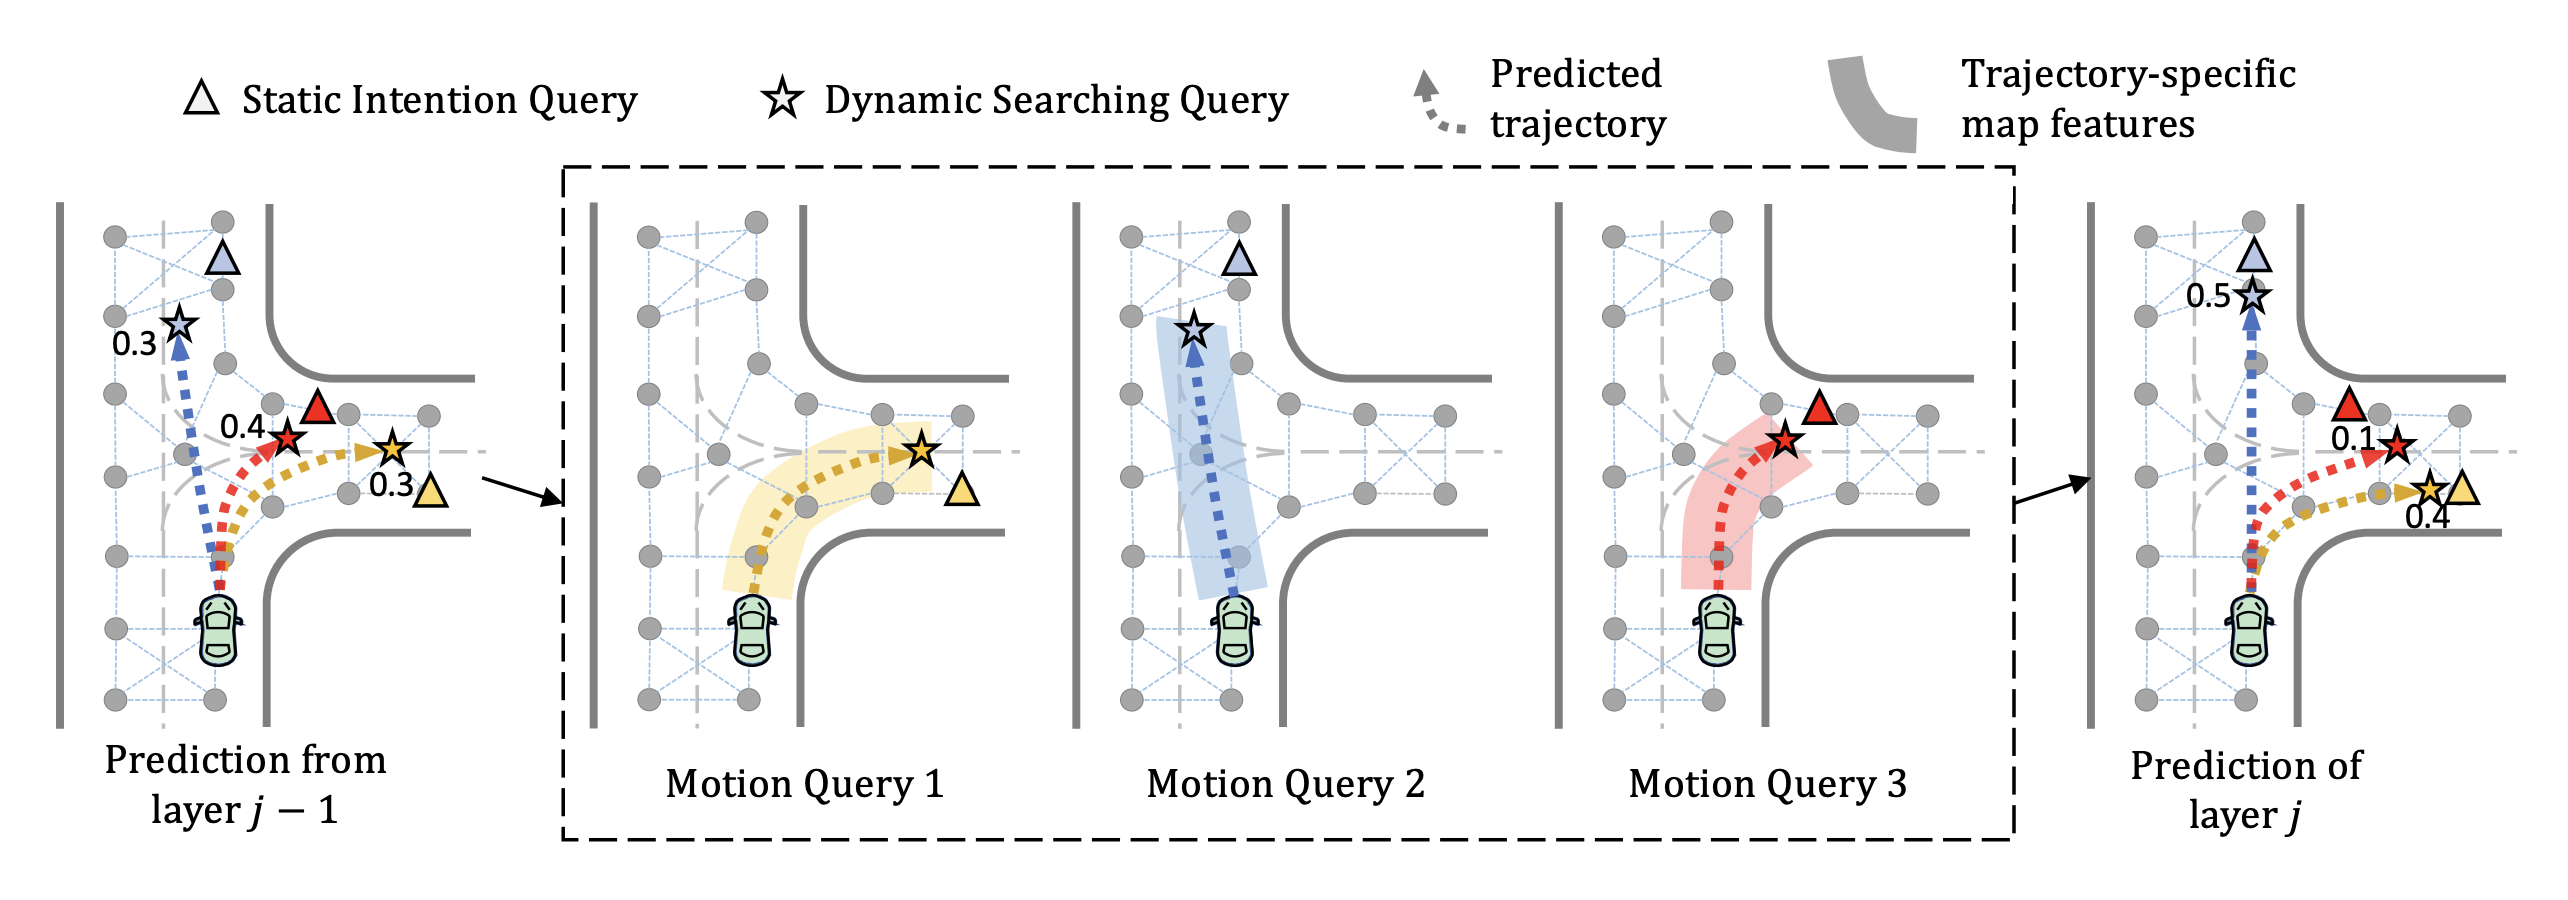 Static Intention Query
Dynamic Searching Query
Predicted
trajectory
Trajectory-specific
map features
0.3
0.4
0.3
Prediction from
layer j − 1
Motion Query 1
Motion Query 2
Motion Query 3
0.5
0.1
0.4
Prediction of
layer j